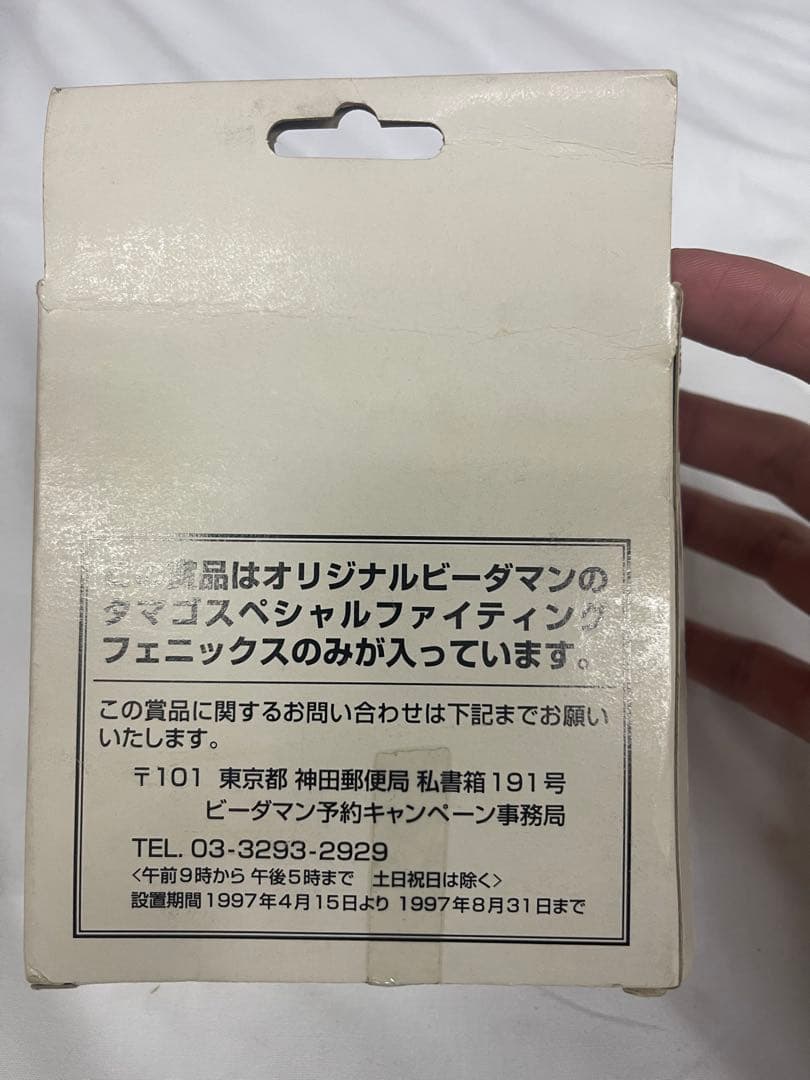 この賞品はオリジナルビーダマンの
タマゴスペシャルファイティング
フェニックスのみが入っています。
この賞品に関するお問い合わせは下記までお願い
いたします。
〒101 東京都 神田郵便局 私書箱191号
ビーダマン予約キャンペーン事務局
TEL. 03-3293-2929
<午前9時から 午後5時まで 土日祝日は除く>
設置期間1997年4月15日より 1997年8月31日まで